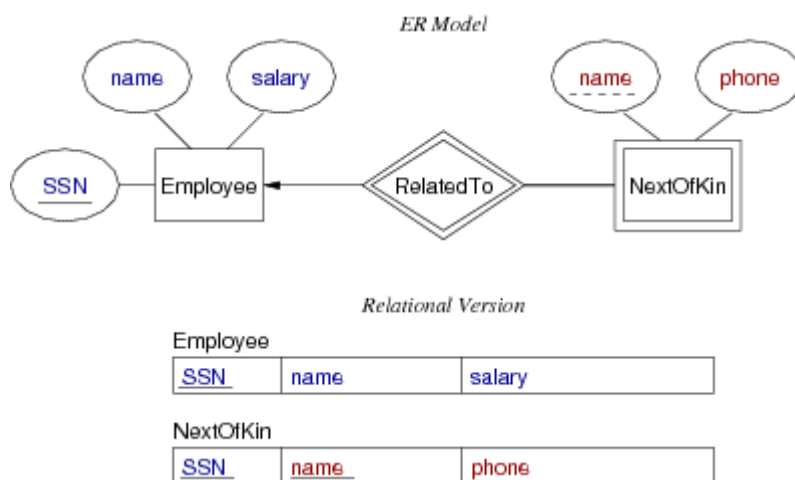 ER Model
name
salary
name
phone
SSN
Employee
RelatedTo
NextOfKin
Relational Version
Employee
SSN name salary
NextOfKin
SSN name phone